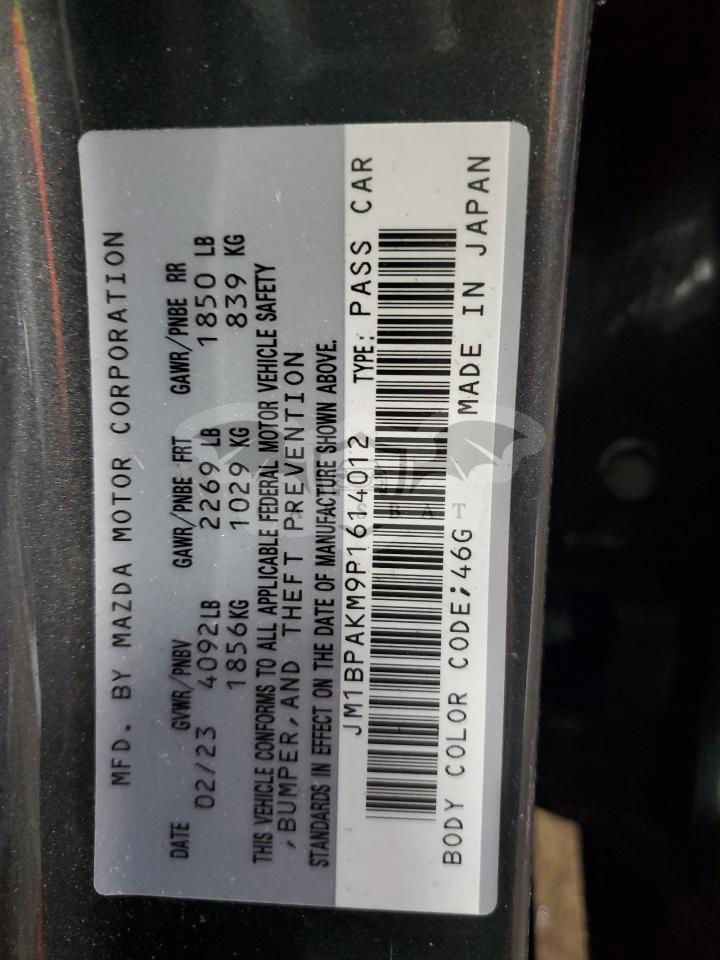 MFD. BY MAZDA MOTOR CORPORATION
DATE GVWR/PNBV GAWR/PNBE FRT GAWR/PNBE RR
02/23 4092LB 2269 LB 1850 LB
1856KG 1029 KG 839 KG
THIS VEHICLE CONFORMS TO ALL APPLICABLE FEDERAL MOTOR VEHICLE SAFETY
,BUMPER,AND THEFT PREVENTION
STANDARDS IN EFFECT ON THE DATE OF MANUFACTURE SHOWN ABOVE.
JM1BPAKM9P1614012 TYPE: PASS CAR
BODY COLOR CODE;46G MADE IN JAPAN